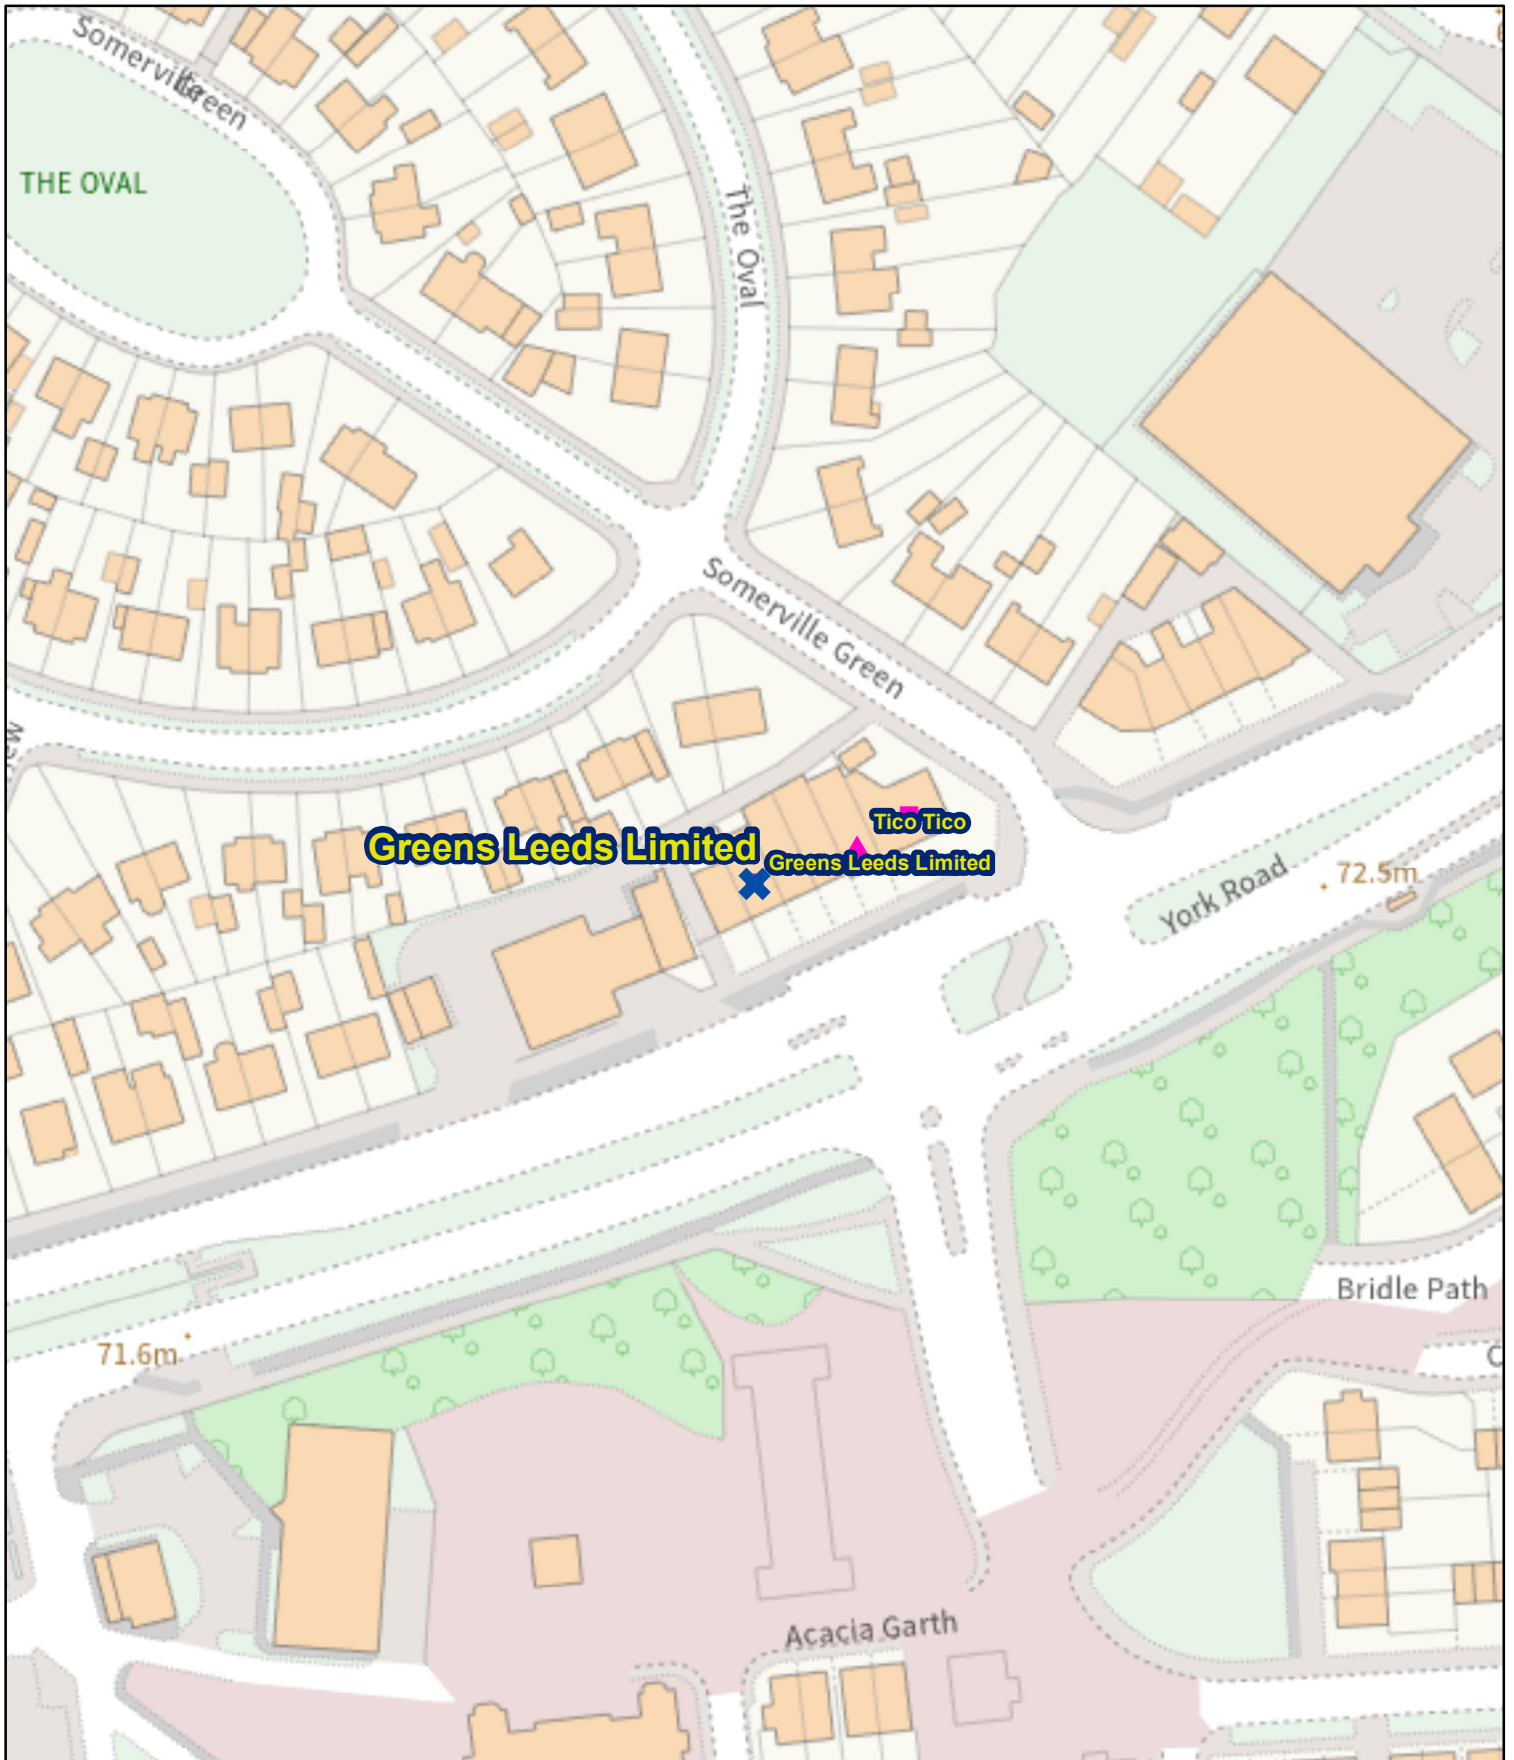 Somerville Green
THE OVAL
The Oval
Somerville Green
Tico Tico
Greens Leeds Limited
Greens Leeds Limited
72.5m
York Road
Bridle Path
71.6m
Acacia Garth